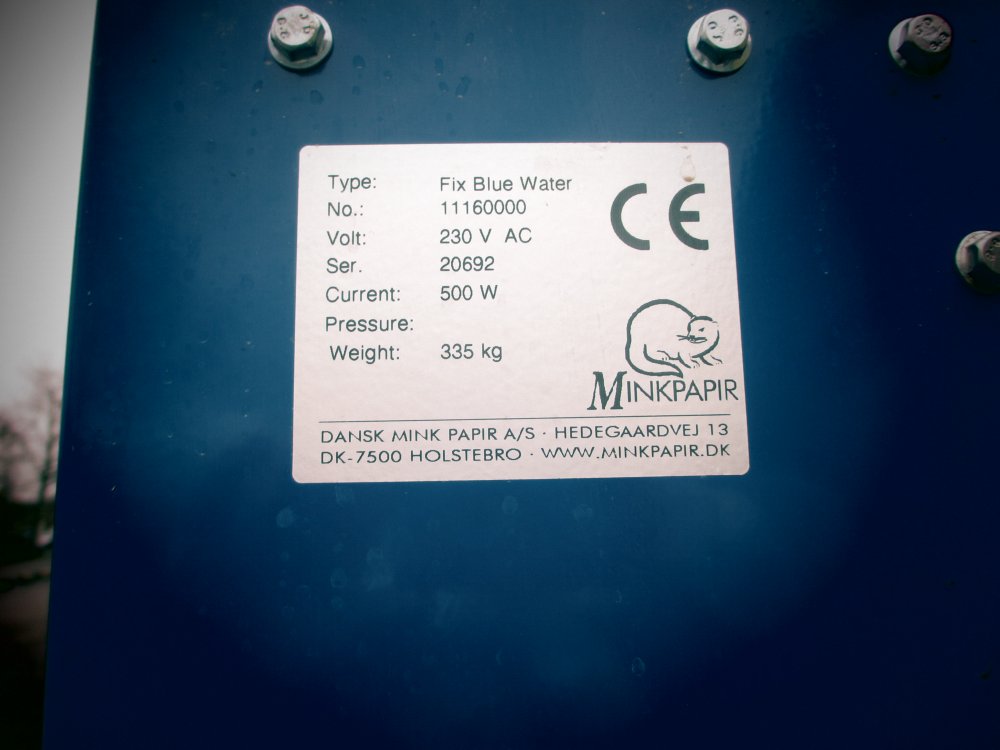 Type: Fix Blue Water
No.: 11160000
Volt: 230 V AC
Ser. 20692
Current: 500 W
Pressure:
Weight: 335 kg
CE
MINKPAPIR
DANSK MINK PAPIR A/S · HEDEGAARDVEJ 13
DK-7500 HOLSTEBRO · WWW.MINKPAPIR.DK